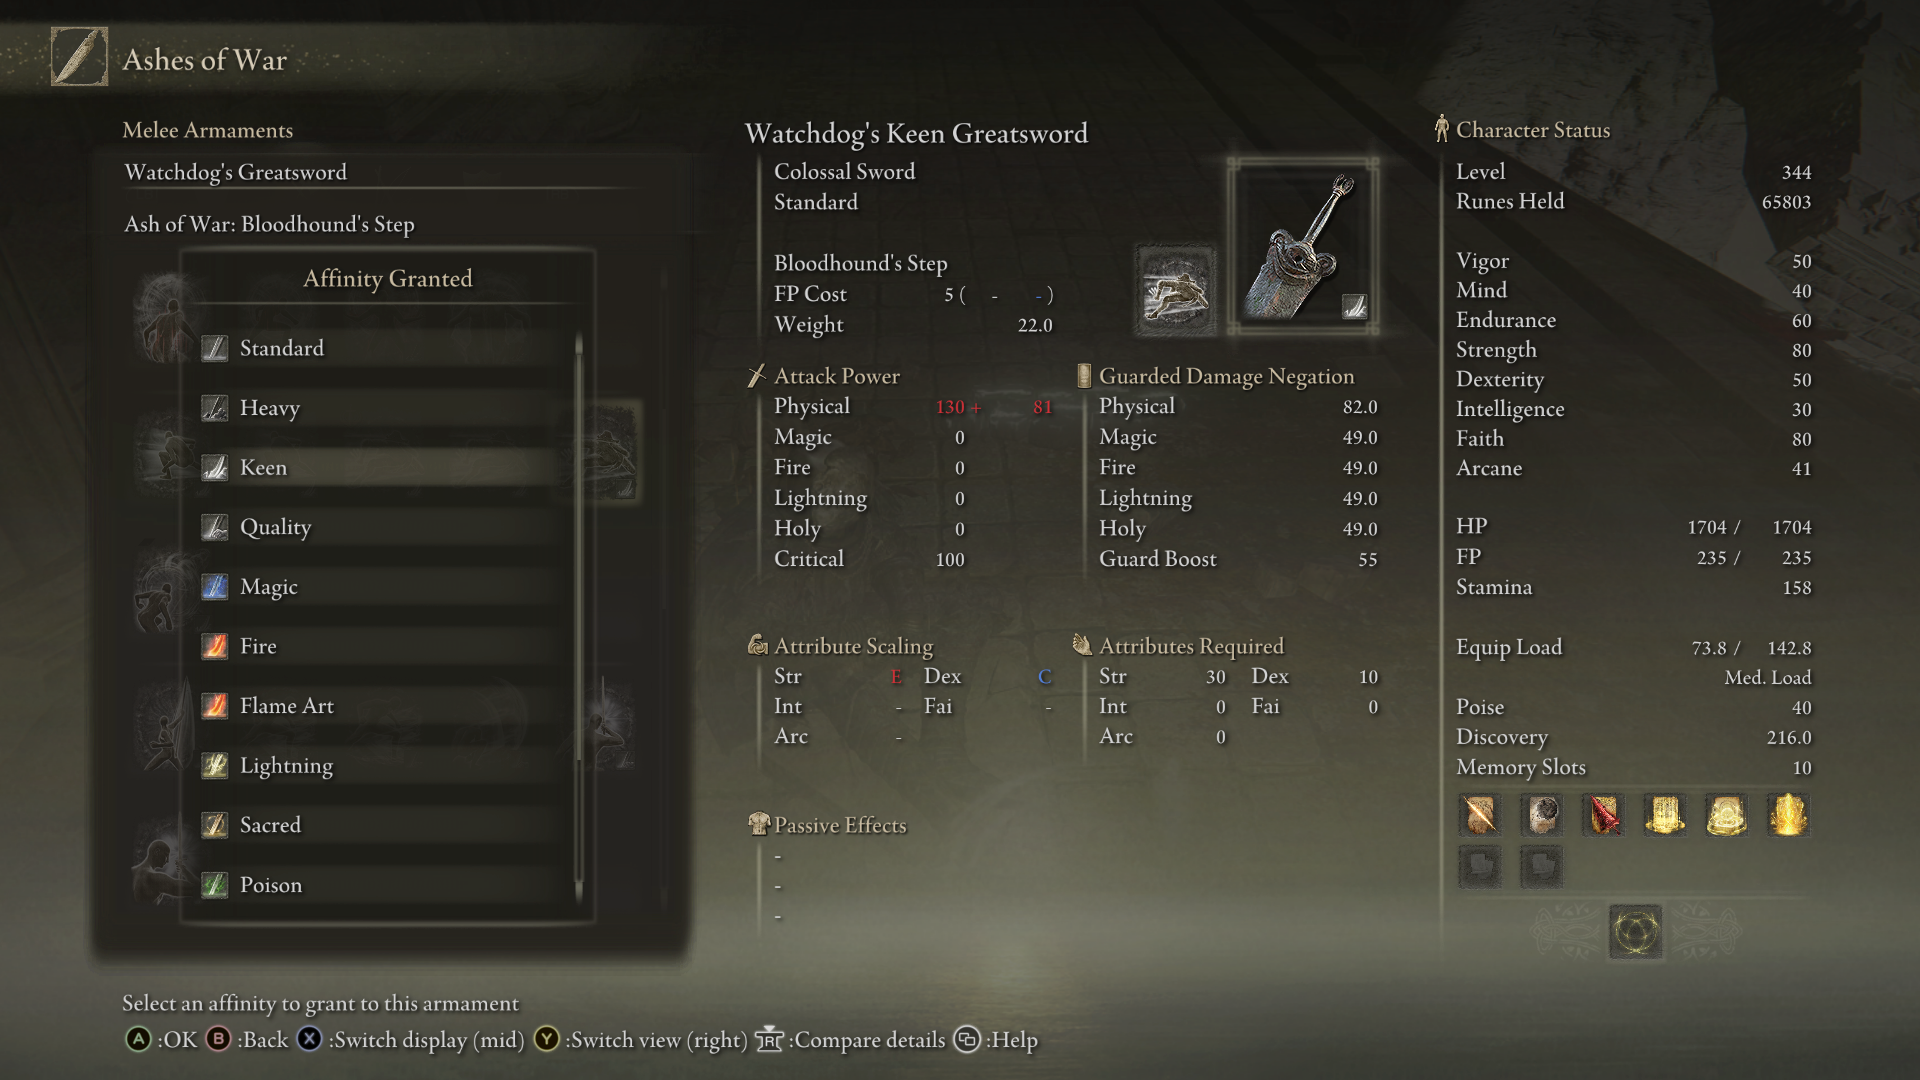 Ashes of War
Melee Armaments
Watchdog's Greatsword
Ash of War: Bloodhound's Step
Affinity Granted
Standard
Heavy
Keen
Quality
Magic
Fire
Flame Art
Lightning
Sacred
Poison
Watchdog's Keen Greatsword
Colossal Sword
Standard
Bloodhound's Step
FP Cost 5 ( - - )
Weight 22.0
Attack Power
Physical 130 + 81
Magic 0
Fire 0
Lightning 0
Holy 0
Critical 100
Guarded Damage Negation
Physical 82.0
Magic 49.0
Fire 49.0
Lightning 49.0
Holy 49.0
Guard Boost 55
Attribute Scaling
Str E Dex C
Int - Fai -
Arc -
Attributes Required
Str 30 Dex 10
Int 0 Fai 0
Arc 0
Passive Effects
-
-
-
Character Status
Level 344
Runes Held 65803
Vigor 50
Mind 40
Endurance 60
Strength 80
Dexterity 50
Intelligence 30
Faith 80
Arcane 41
HP 1704 / 1704
FP 235 / 235
Stamina 158
Equip Load 73.8 / 142.8
Med. Load
Poise 40
Discovery 216.0
Memory Slots 10
Select an affinity to grant to this armament
A :OK B :Back X :Switch display (mid) Y :Switch view (right) R :Compare details :Help